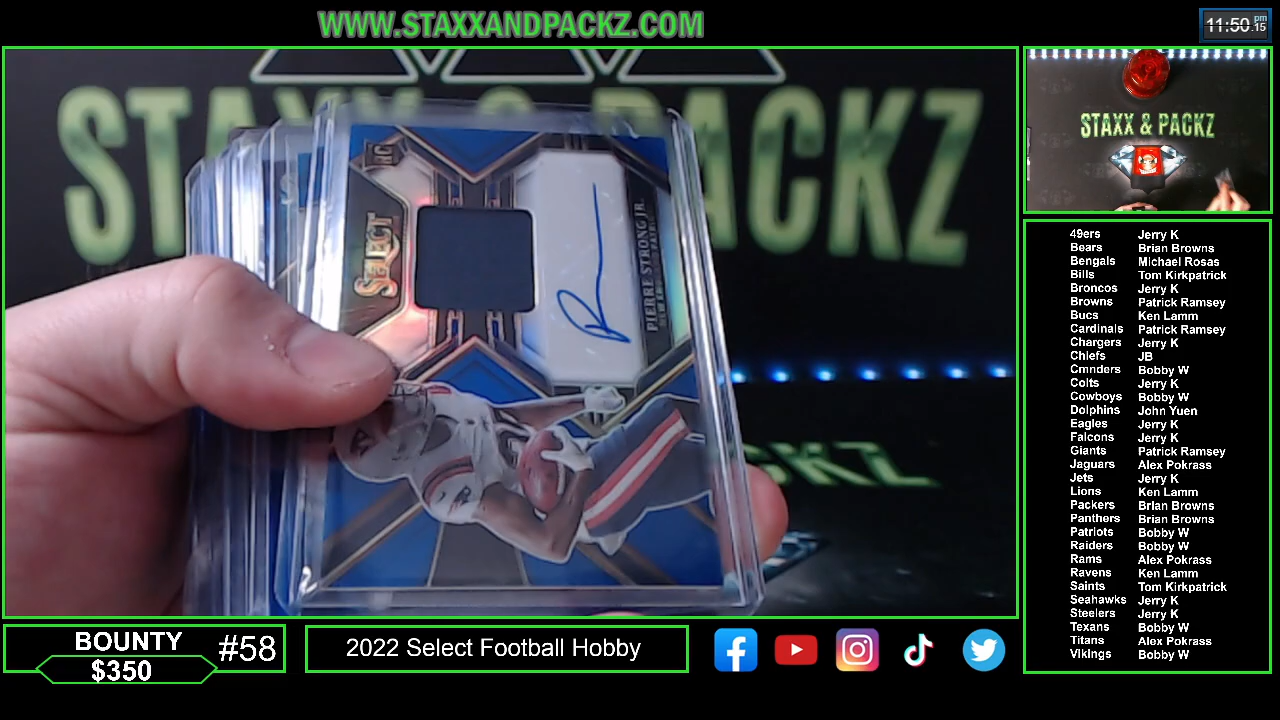 WWW.STAXXANDPACKZ.COM
11:50 pm .15
STAXX & PACKZ
RC
SELECT
PIERRE STRONG JR.
STAXX & PACKZ
49ers Jerry K
Bears Brian Browns
Bengals Michael Rosas
Bills Tom Kirkpatrick
Broncos Jerry K
Browns Patrick Ramsey
Bucs Ken Lamm
Cardinals Patrick Ramsey
Chargers Jerry K
Chiefs JB
Cmnders Bobby W
Colts Jerry K
Cowboys Bobby W
Dolphins John Yuen
Eagles Jerry K
Falcons Jerry K
Giants Patrick Ramsey
Jaguars Alex Pokrass
Jets Jerry K
Lions Ken Lamm
Packers Brian Browns
Panthers Brian Browns
Patriots Bobby W
Raiders Bobby W
Rams Alex Pokrass
Ravens Ken Lamm
Saints Tom Kirkpatrick
Seahawks Jerry K
Steelers Jerry K
Texans Bobby W
Titans Alex Pokrass
Vikings Bobby W
BOUNTY
$350
#58
2022 Select Football Hobby